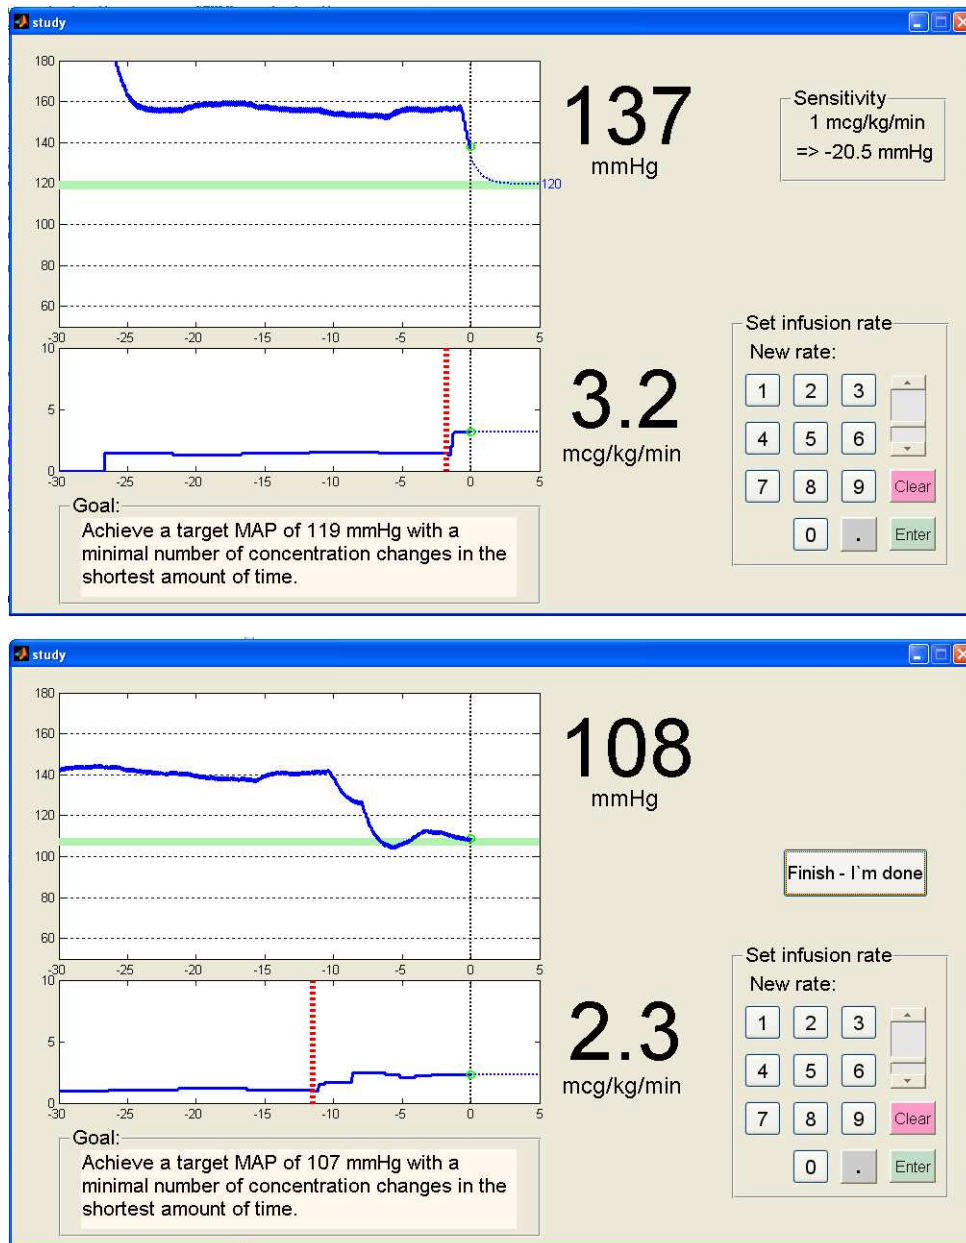 study
180
160
140
120
100
80
60
-30 -25 -20 -15 -10 -5 0 5
120
137
mmHg
Sensitivity
1 mcg/kg/min
=> -20.5 mmHg
10
5
0
-30 -25 -20 -15 -10 -5 0 5
3.2
mcg/kg/min
Set infusion rate
New rate:
1 2 3
4 5 6
7 8 9 Clear
0 . Enter
Goal:
Achieve a target MAP of 119 mmHg with a
minimal number of concentration changes in the
shortest amount of time.
study
180
160
140
120
100
80
60
-30 -25 -20 -15 -10 -5 0 5
108
mmHg
Finish - I`m done
10
5
0
-30 -25 -20 -15 -10 -5 0 5
2.3
mcg/kg/min
Set infusion rate
New rate:
1 2 3
4 5 6
7 8 9 Clear
0 . Enter
Goal:
Achieve a target MAP of 107 mmHg with a
minimal number of concentration changes in the
shortest amount of time.